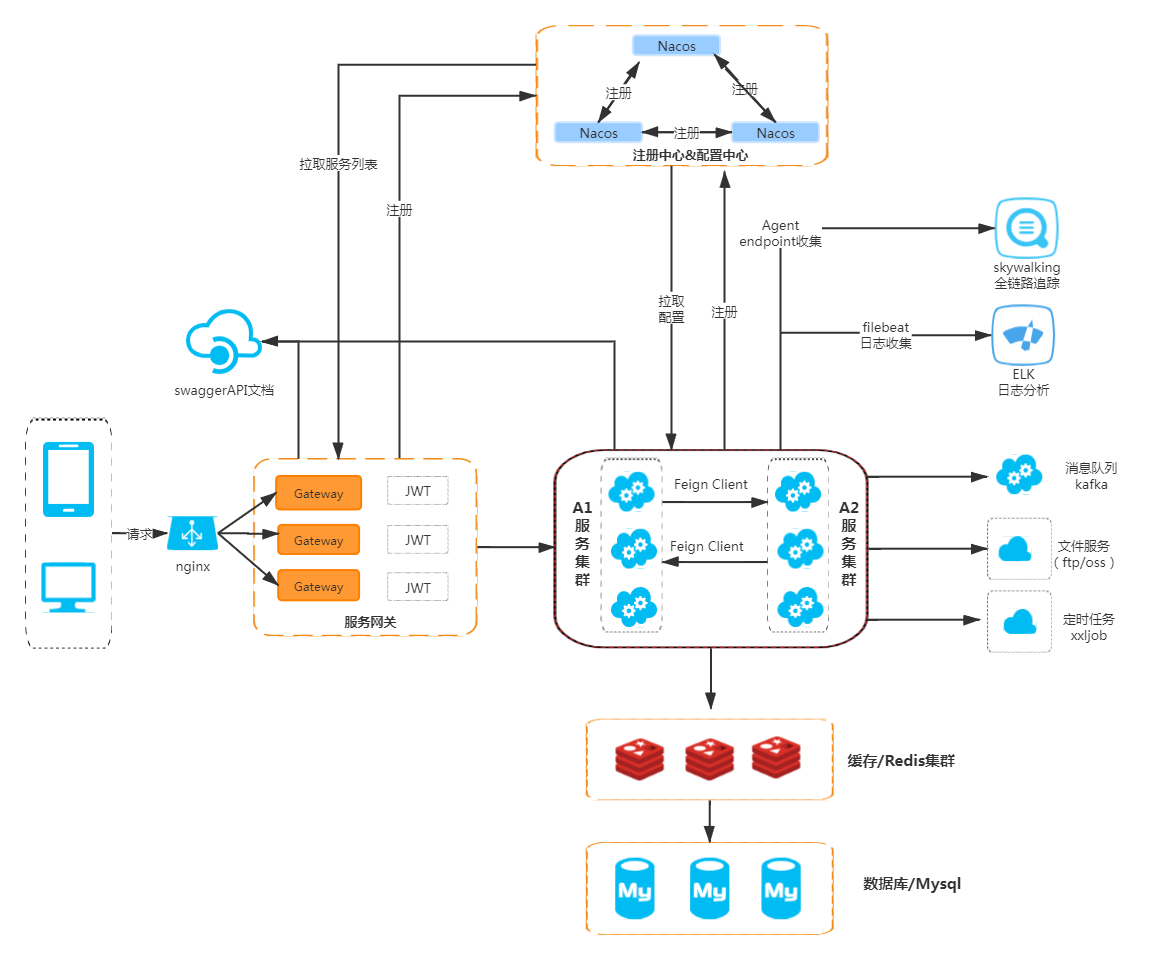 Nacos
注册
注册
Nacos
注册
Nacos
注册中心&配置中心
拉取服务列表
注册
Agent
endpoint收集
skywalking
全链路追踪
拉取
配置
注册
filebeat
日志收集
ELK
日志分析
swaggerAPI文档
请求
nginx
Gateway
JWT
Gateway
JWT
Gateway
JWT
服务网关
A1
服
务
集
群
Feign Client
Feign Client
A2
服
务
集
群
消息队列
kafka
文件服务
( ftp/oss )
定时任务
xxljob
缓存/Redis集群
My
My
My
数据库/Mysql